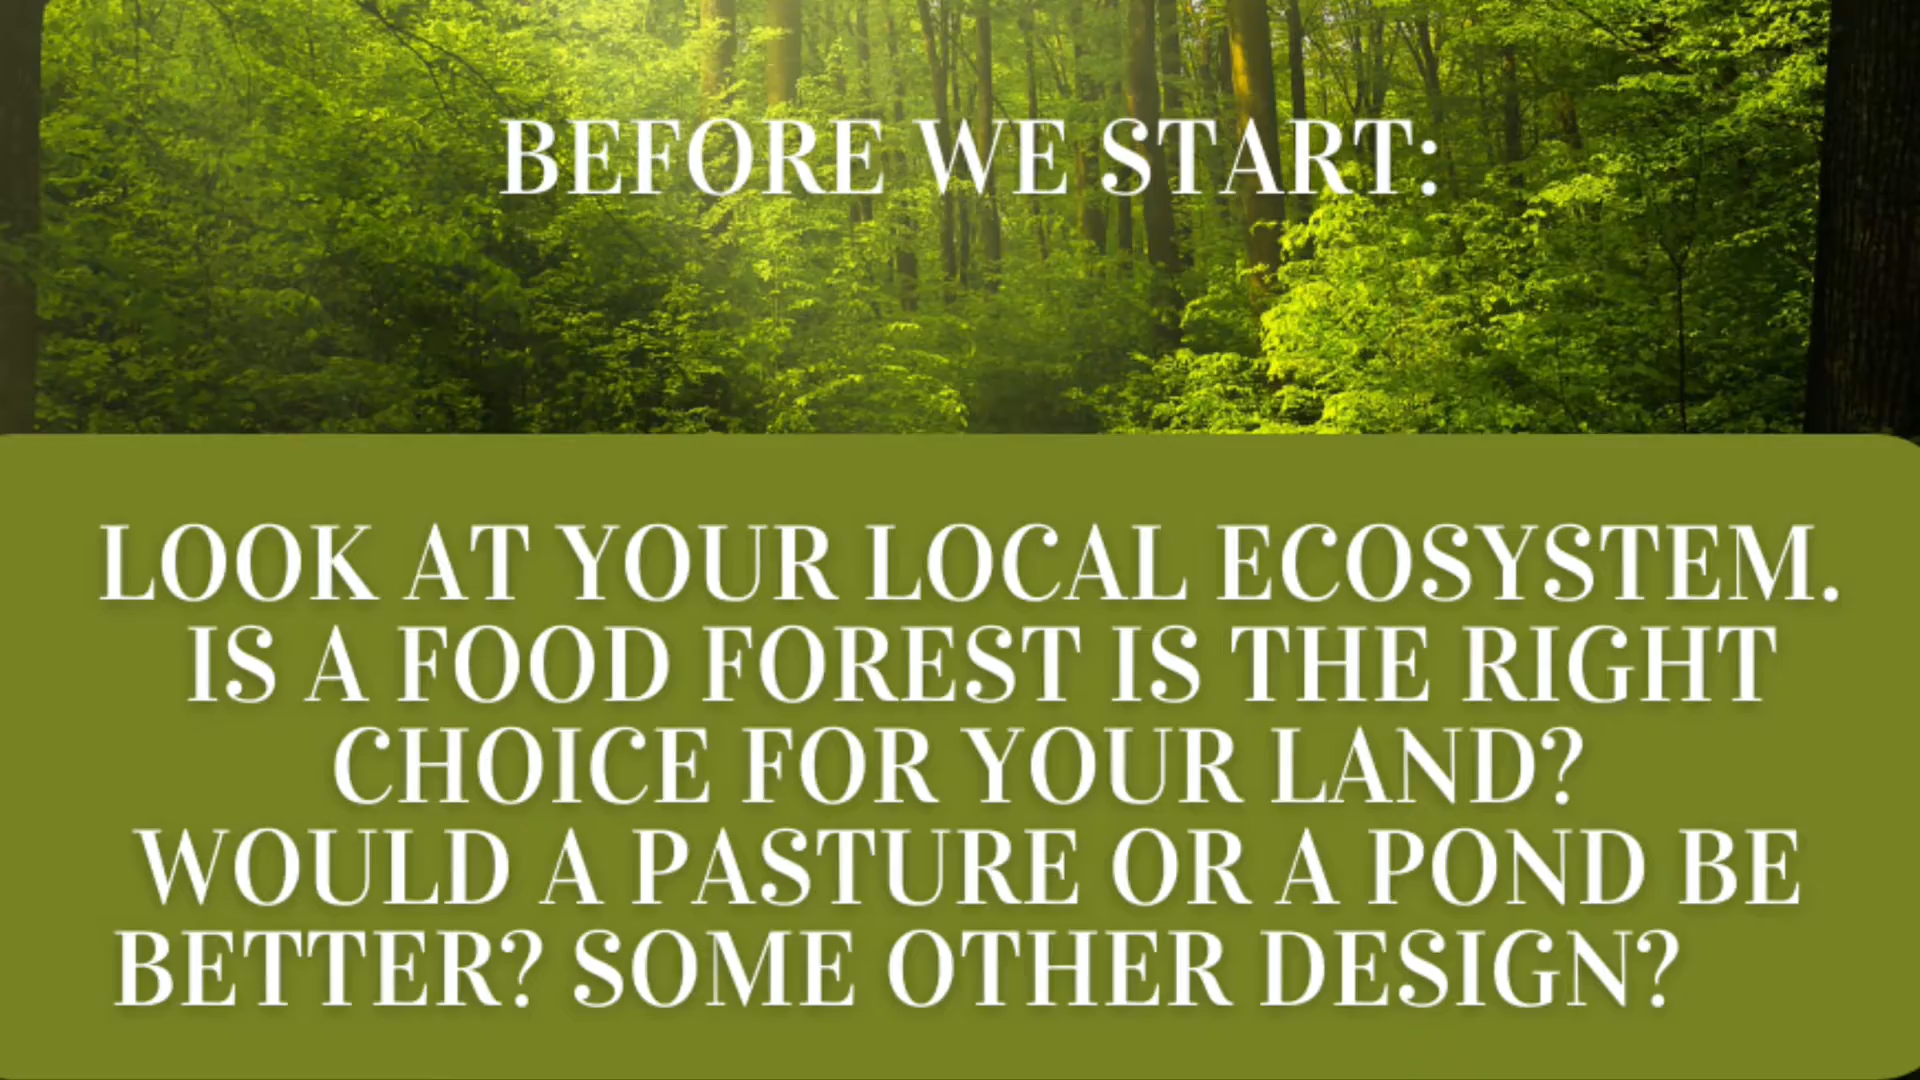 BEFORE WE START:
LOOK AT YOUR LOCAL ECOSYSTEM.
IS A FOOD FOREST IS THE RIGHT
CHOICE FOR YOUR LAND?
WOULD A PASTURE OR A POND BE
BETTER? SOME OTHER DESIGN?